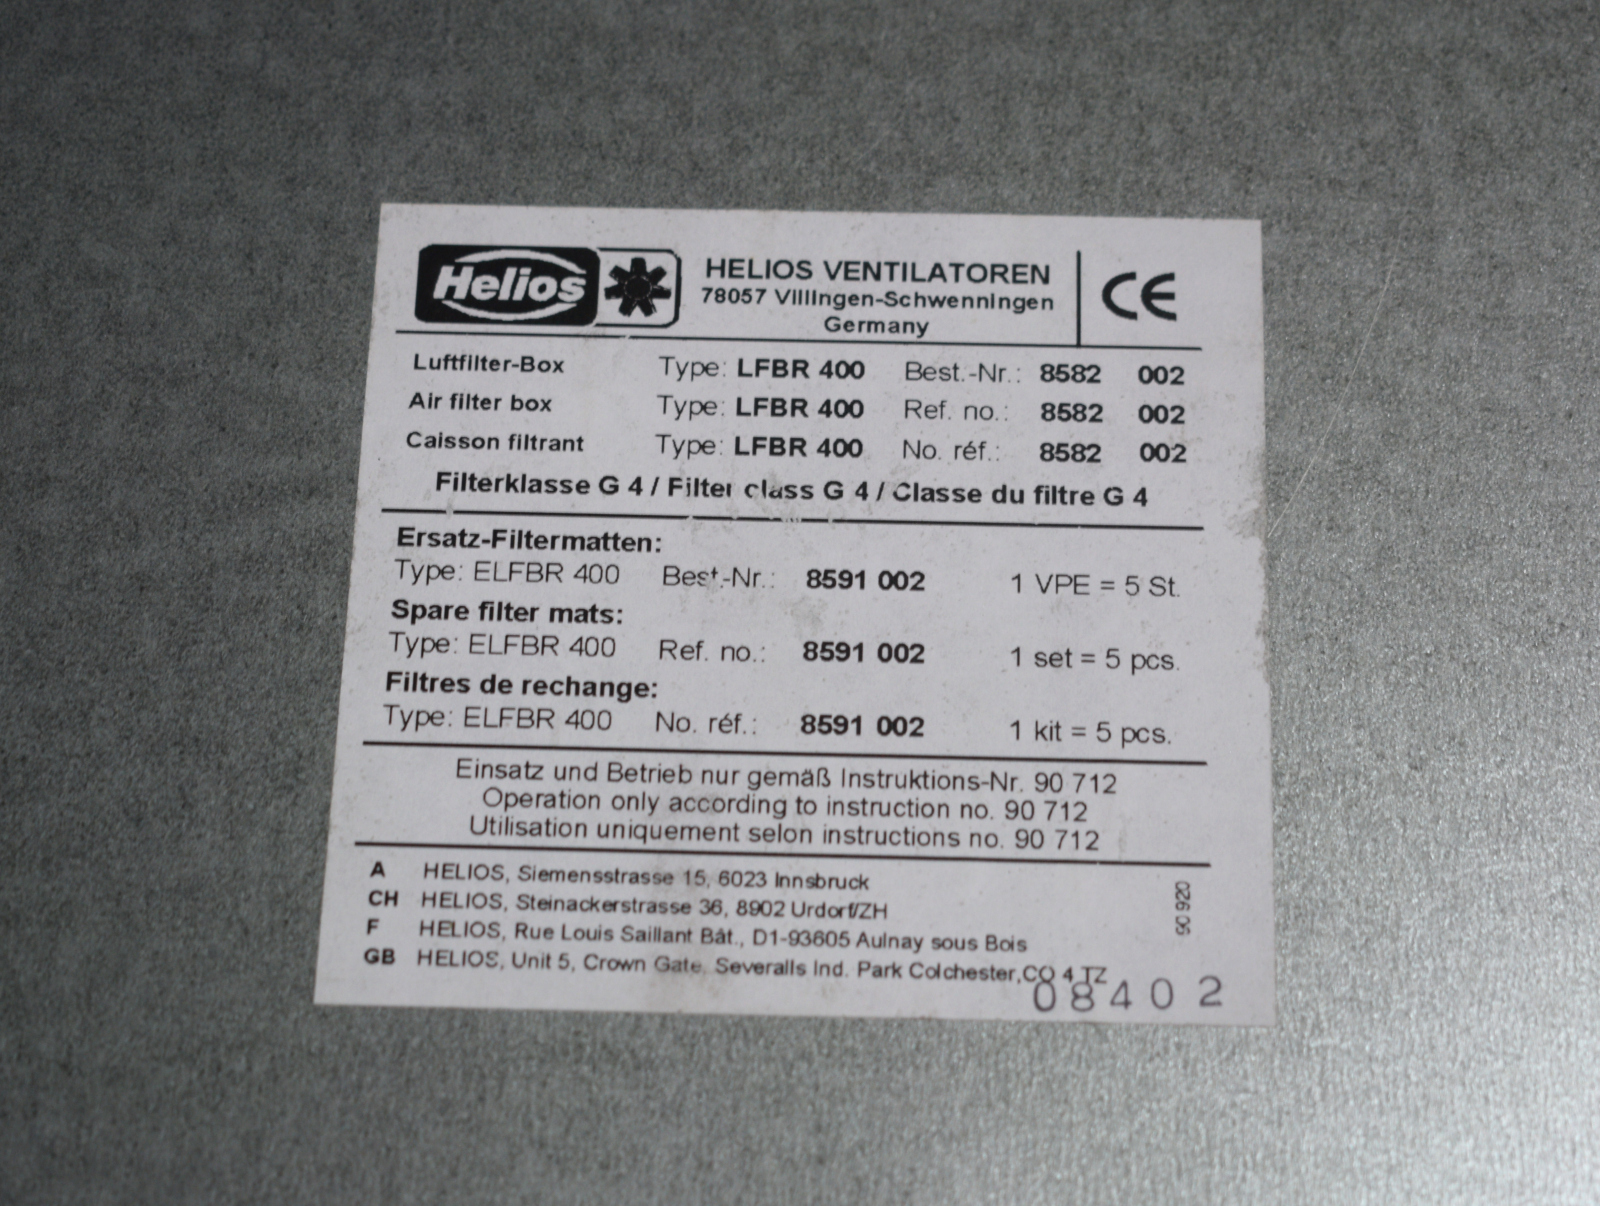 Helios
HELIOS VENTILATOREN
78057 Villingen-Schwenningen
Germany
CE
Luftfilter-Box Type: LFBR 400 Best.-Nr.: 8582 002
Air filter box Type: LFBR 400 Ref. no.: 8582 002
Caisson filtrant Type: LFBR 400 No. réf.: 8582 002
Filterklasse G 4 / Filter class G 4 / Classe du filtre G 4
Ersatz-Filtermatten:
Type: ELFBR 400 Best.-Nr.: 8591 002 1 VPE = 5 St.
Spare filter mats:
Type: ELFBR 400 Ref. no.: 8591 002 1 set = 5 pcs.
Filtres de rechange:
Type: ELFBR 400 No. réf.: 8591 002 1 kit = 5 pcs.
Einsatz und Betrieb nur gemäß Instruktions-Nr. 90 712
Operation only according to instruction no. 90 712
Utilisation uniquement selon instructions no. 90 712
A HELIOS, Siemensstrasse 15, 6023 Innsbruck
CH HELIOS, Steinackerstrasse 36, 8902 Urdorf/ZH
F HELIOS, Rue Louis Saillant Bât., D1-93605 Aulnay sous Bois
GB HELIOS, Unit 5, Crown Gate, Severalls Ind. Park Colchester,CO 4 TZ
90 920
08402